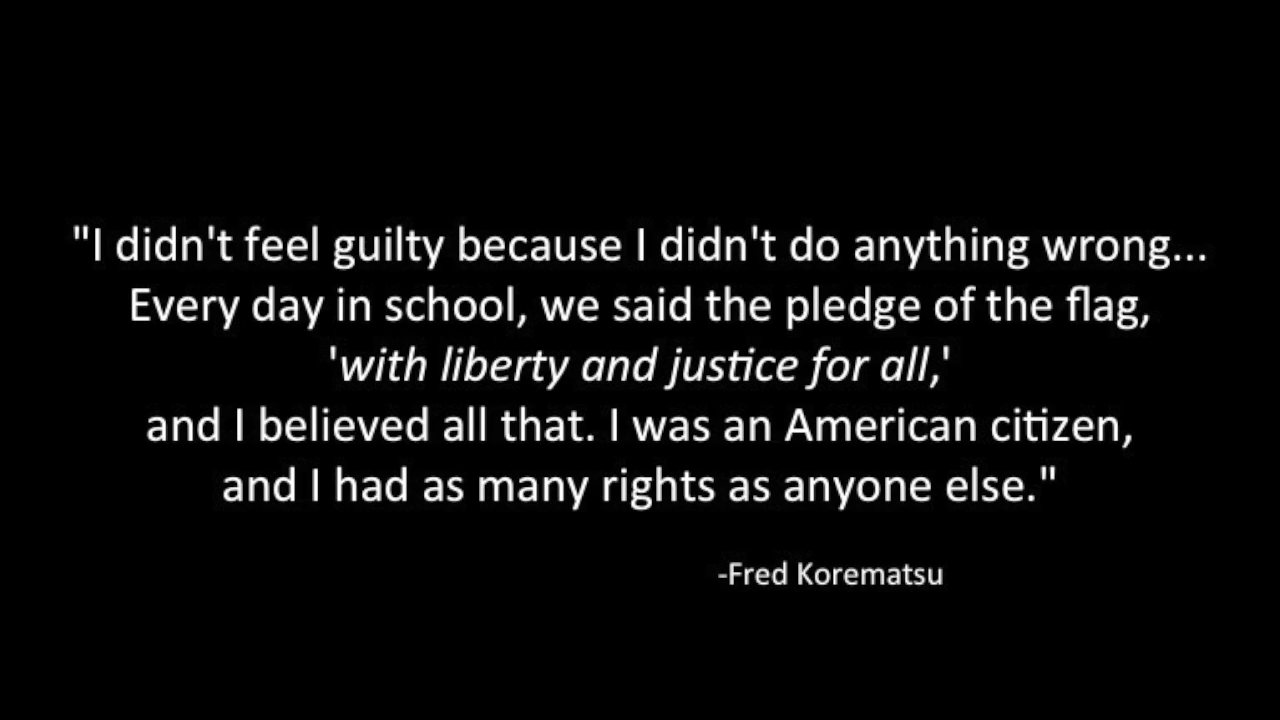 "I didn't feel guilty because I didn't do anything wrong...
Every day in school, we said the pledge of the flag,
'with liberty and justice for all,'
and I believed all that. I was an American citizen,
and I had as many rights as anyone else."
-Fred Korematsu